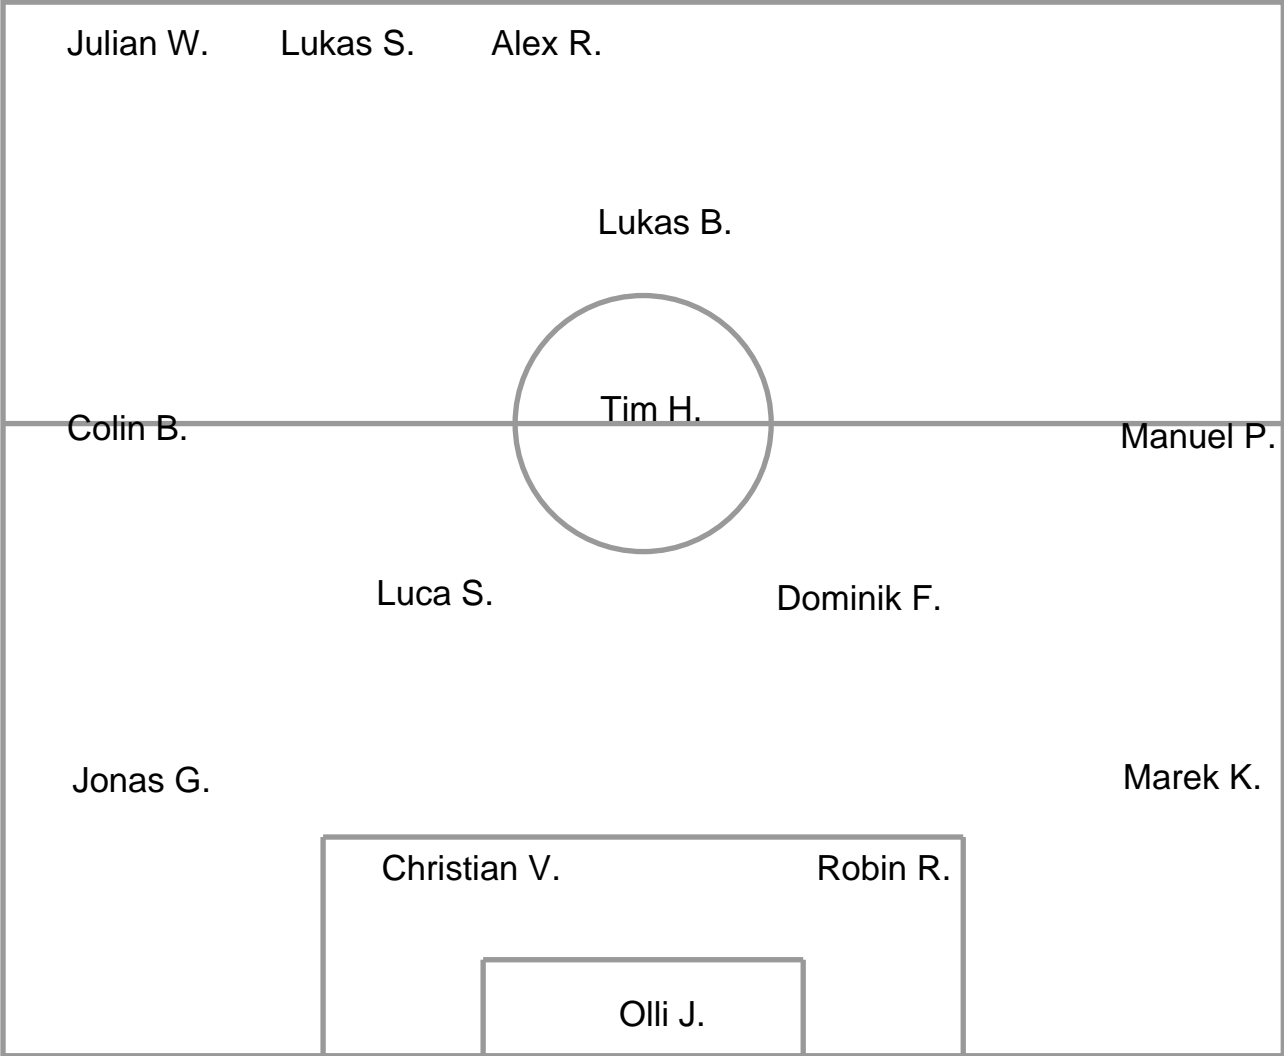 Julian W. Lukas S. Alex R.
Lukas B.
Tim H.
Colin B. Manuel P.
Luca S. Dominik F.
Jonas G. Marek K.
Christian V. Robin R.
Olli J.